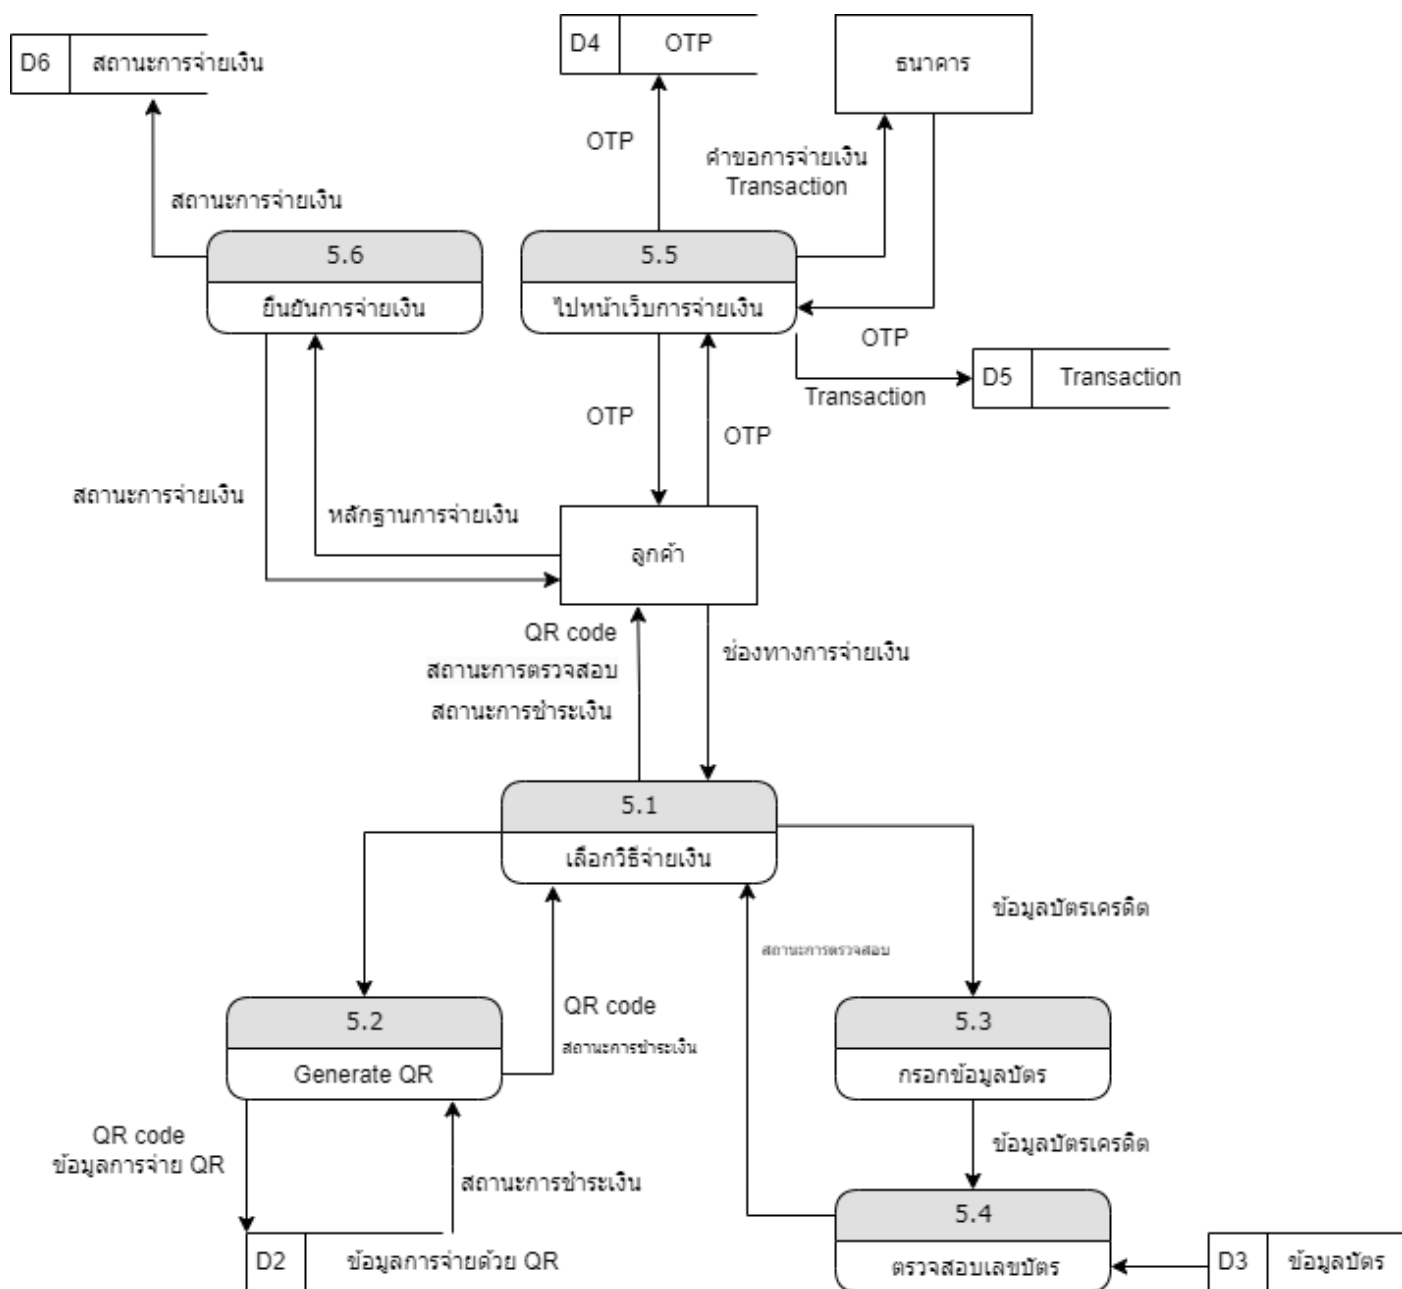 D4
OTP
D6
สถานะการจ่ายเงิน
ธนาคาร
OTP
คำขอการจ่ายเงิน
Transaction
สถานะการจ่ายเงิน
5.6
ยืนยันการจ่ายเงิน
5.5
ไปหน้าเว็บการจ่ายเงิน
OTP
D5
Transaction
Transaction
OTP
OTP
สถานะการจ่ายเงิน
หลักฐานการจ่ายเงิน
ลูกค้า
QR code
สถานะการตรวจสอบ
สถานะการชำระเงิน
ช่องทางการจ่ายเงิน
5.1
เลือกวิธีจ่ายเงิน
ข้อมูลบัตรเครดิต
สถานะการตรวจสอบ
5.2
Generate QR
QR code
สถานะการชำระเงิน
5.3
กรอกข้อมูลบัตร
QR code
ข้อมูลการจ่าย QR
สถานะการชำระเงิน
ข้อมูลบัตรเครดิต
5.4
ตรวจสอบเลขบัตร
D2
ข้อมูลการจ่ายด้วย QR
D3
ข้อมูลบัตร